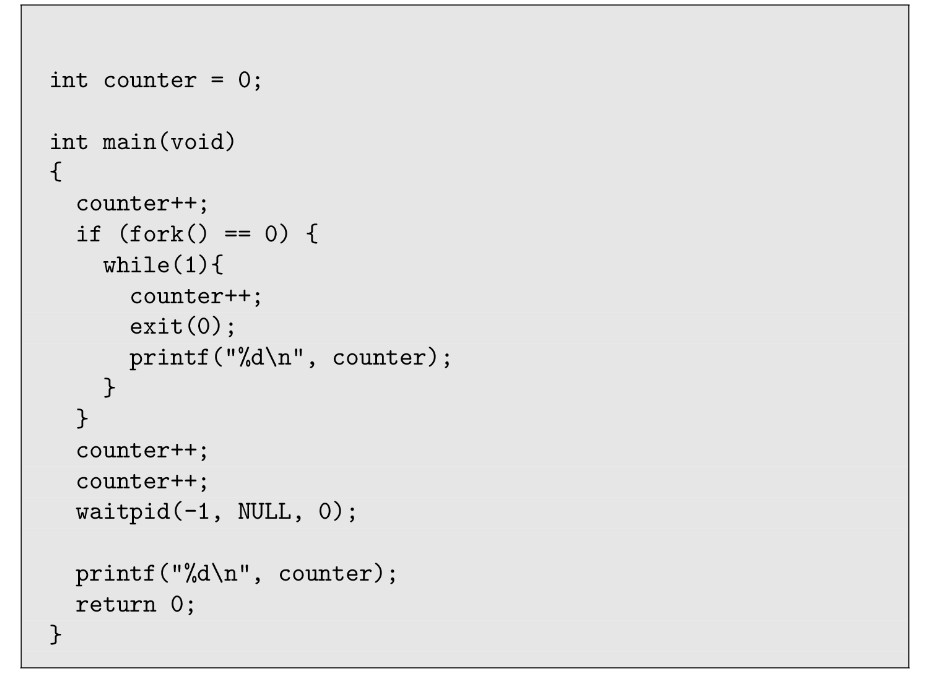 int counter = 0;
int main(void)
{
  counter++;
  if (fork() == 0) {
    while(1){
      counter++;
      exit(0);
      printf("%d\n", counter);
    }
  }
  counter++;
  counter++;
  waitpid(-1, NULL, 0);
  printf("%d\n", counter);
  return 0;
}